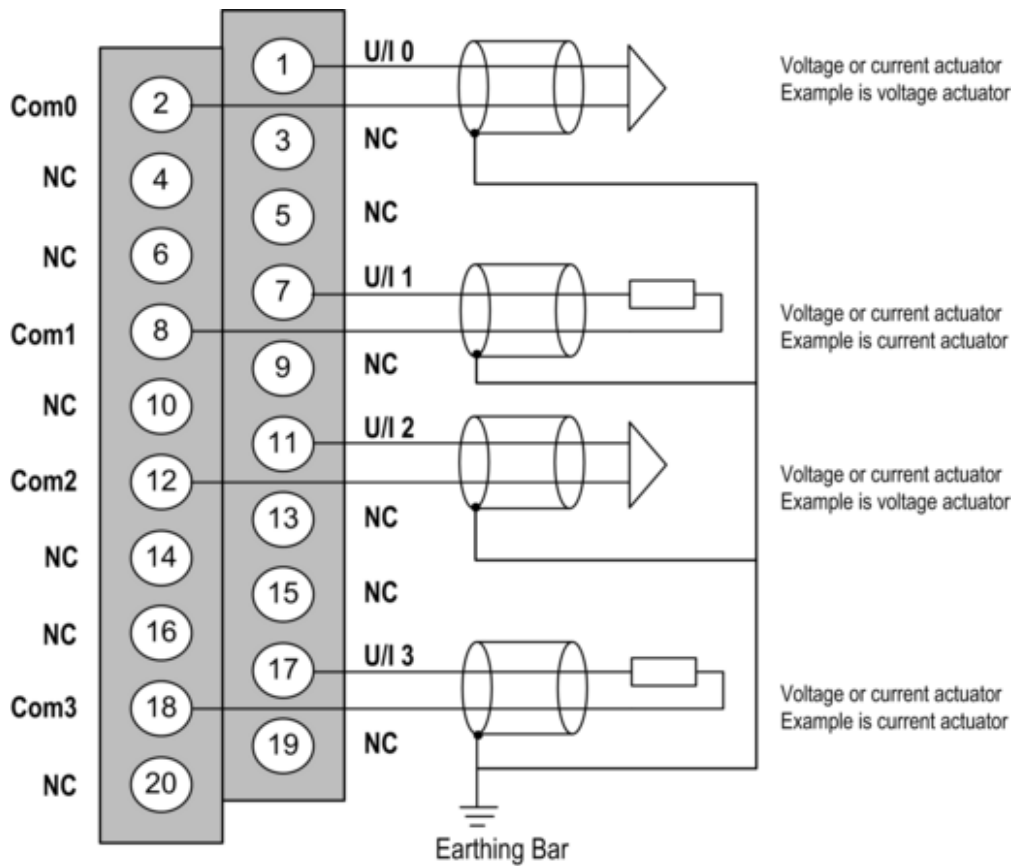 1
U/I 0
Voltage or current actuator
Example is voltage actuator
Com0
2
3
NC
NC
4
5
NC
NC
6
7
U/I 1
Voltage or current actuator
Example is current actuator
Com1
8
9
NC
NC
10
11
U/I 2
Com2
12
Voltage or current actuator
Example is voltage actuator
13
NC
NC
14
15
NC
NC
16
17
U/I 3
Com3
18
Voltage or current actuator
Example is current actuator
19
NC
NC
20
Earthing Bar